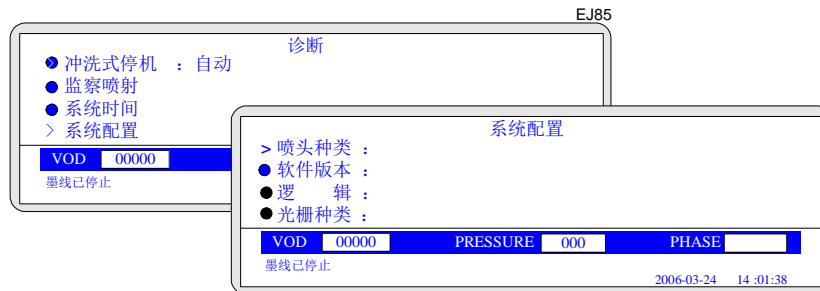 EJ85
诊断
冲洗式停机 : 自动
监察喷射
系统时间
> 系统配置
VOD 00000
墨线已停止
系统配置
> 喷头种类 :
软件版本 :
逻 辑 :
光栅种类 :
VOD 00000 PRESSURE 000 PHASE
墨线已停止
2006-03-24 14 :01:38